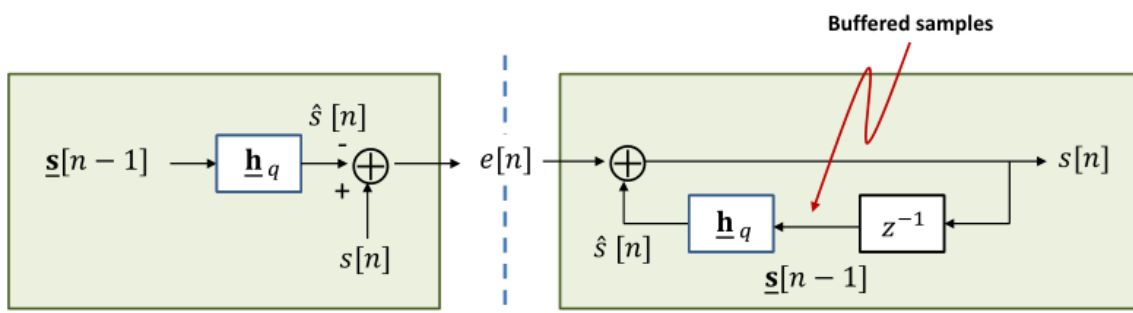 Buffered samples
ŝ [n]
-
s[n − 1]
h q
+
s[n]
e[n]
s[n]
h q
z⁻¹
ŝ [n]
s[n − 1]